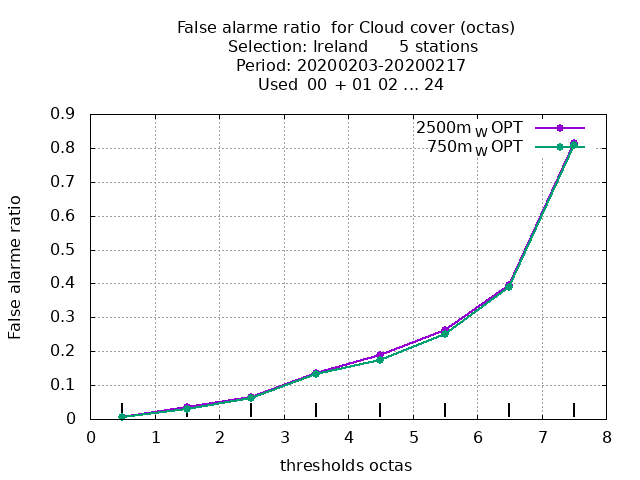 False alarme ratio  for Cloud cover (octas)
Selection: Ireland      5 stations
Period: 20200203-20200217
Used  00  + 01 02 ... 24
False alarme ratio
0.9
0.8
0.7
0.6
0.5
0.4
0.3
0.2
0.1
0
2500m W OPT
750m W OPT
0 1 2 3 4 5 6 7 8
thresholds octas